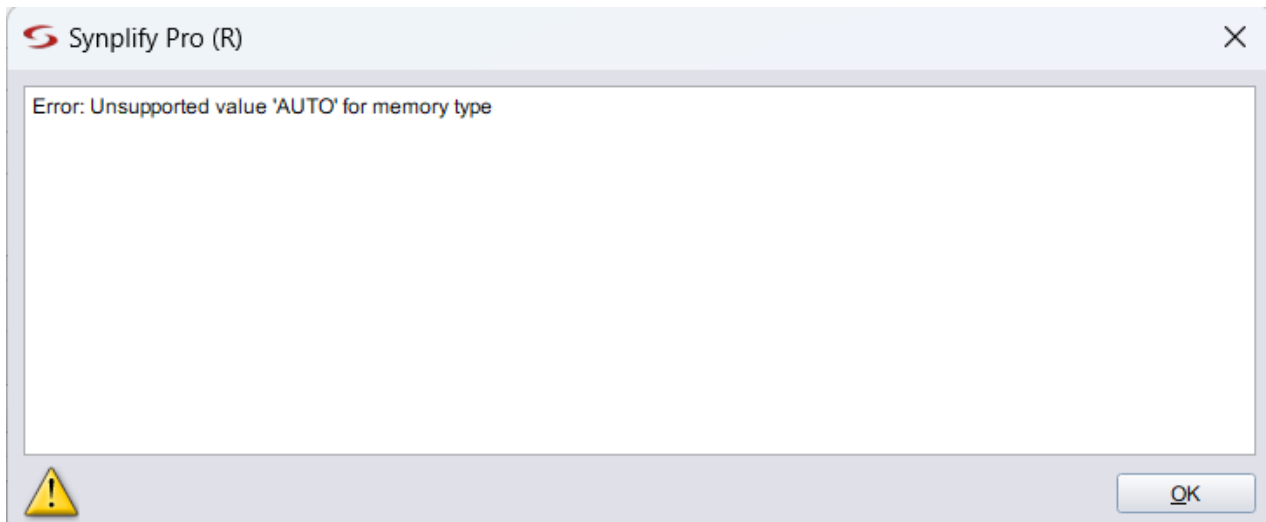 Synplify Pro (R)
Error: Unsupported value 'AUTO' for memory type
OK